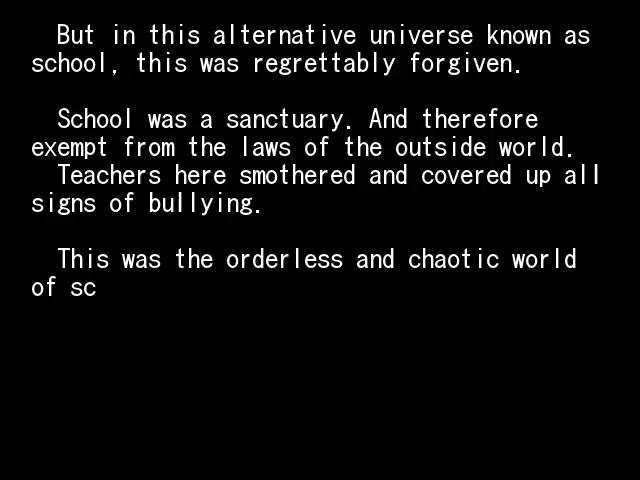 But in this alternative universe known as
school, this was regrettably forgiven.
School was a sanctuary. And therefore
exempt from the laws of the outside world.
Teachers here smothered and covered up all
signs of bullying.
This was the orderless and chaotic world
of sc